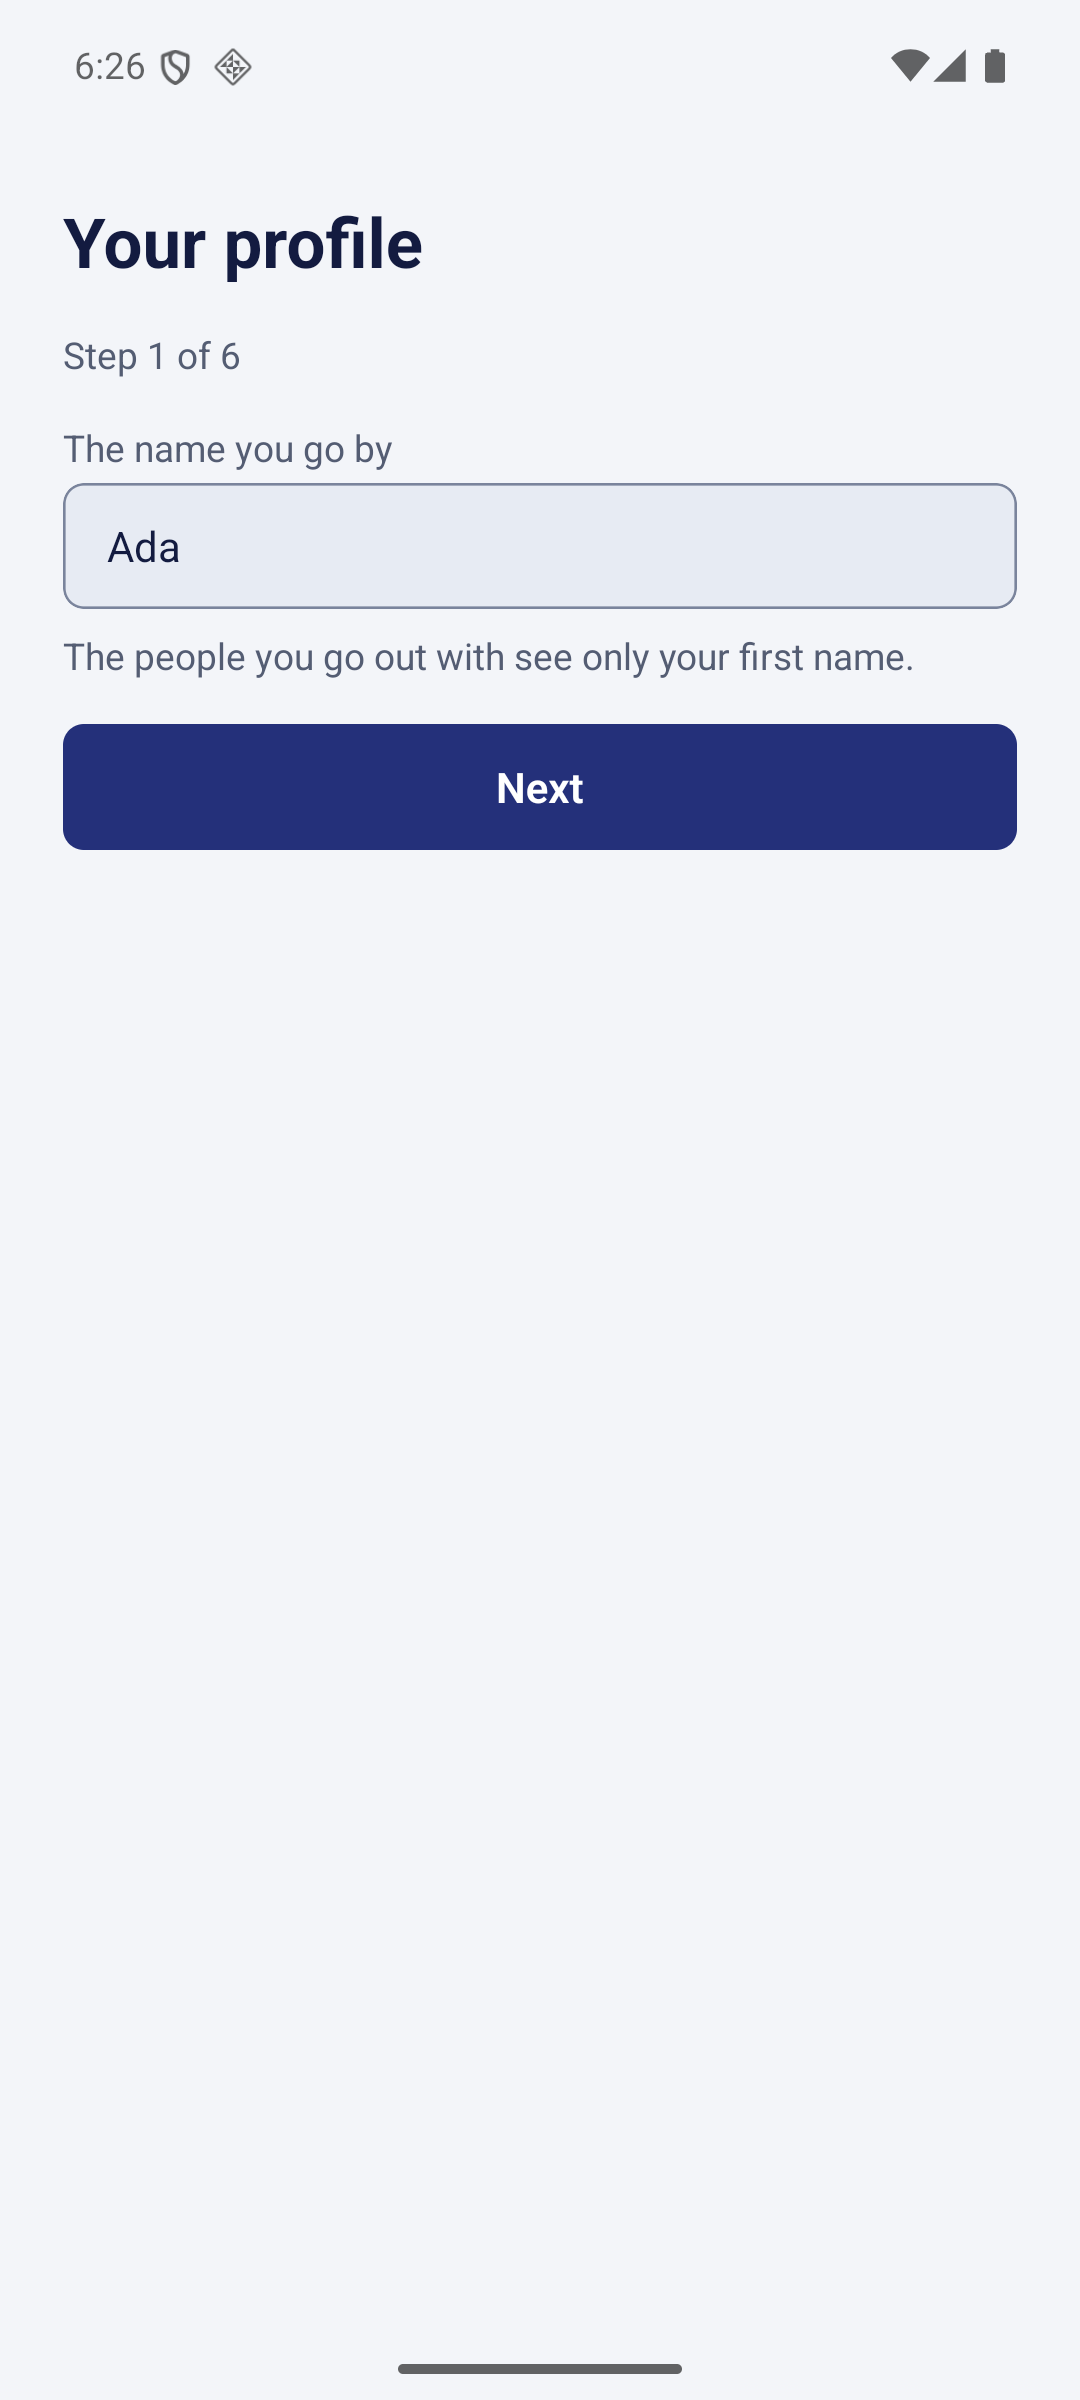 6:26
Your profile
Step 1 of 6
The name you go by
Ada
The people you go out with see only your first name.
Next